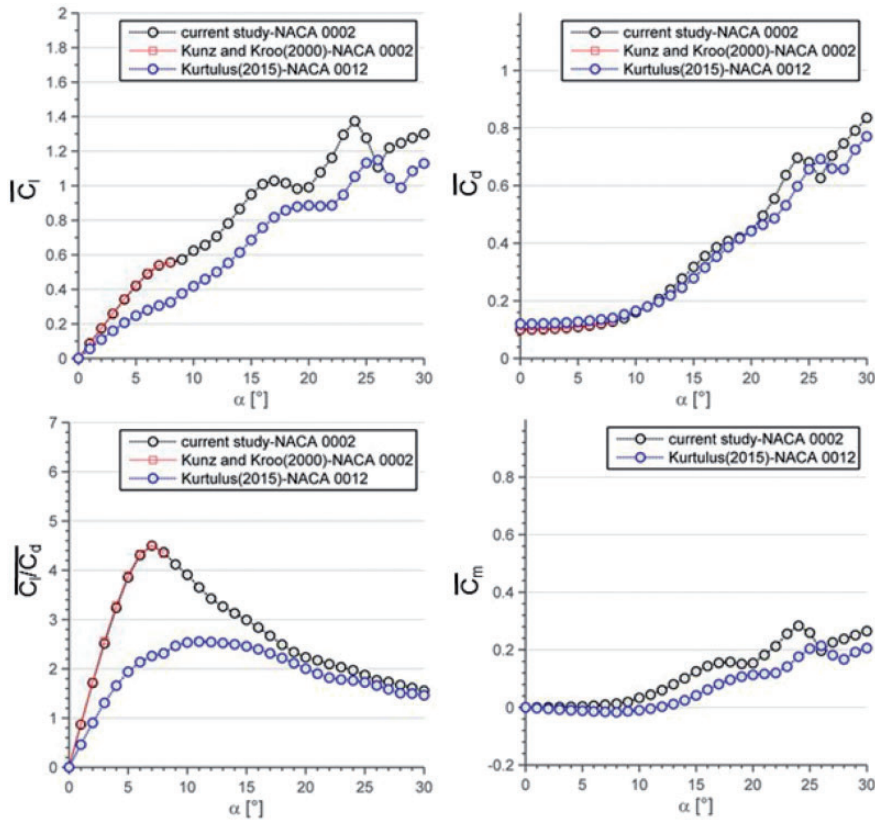 current study-NACA 0002
Kunz and Kroo(2000)-NACA 0002
Kurtulus(2015)-NACA 0012
2
1.8
1.6
1.4
1.2
1
0.8
0.6
0.4
0.2
0
C_l
0 5 10 15 20 25 30
α [°]
current study-NACA 0002
Kunz and Kroo(2000)-NACA 0002
Kurtulus(2015)-NACA 0012
1
0.8
0.6
0.4
0.2
0
C_d
0 5 10 15 20 25 30
α [°]
current study-NACA 0002
Kunz and Kroo(2000)-NACA 0002
Kurtulus(2015)-NACA 0012
7
6
5
4
3
2
1
0
C_l/C_d
0 5 10 15 20 25 30
α [°]
current study-NACA 0002
Kurtulus(2015)-NACA 0012
0.8
0.6
0.4
0.2
0
-0.2
C_m
0 5 10 15 20 25 30
α [°]